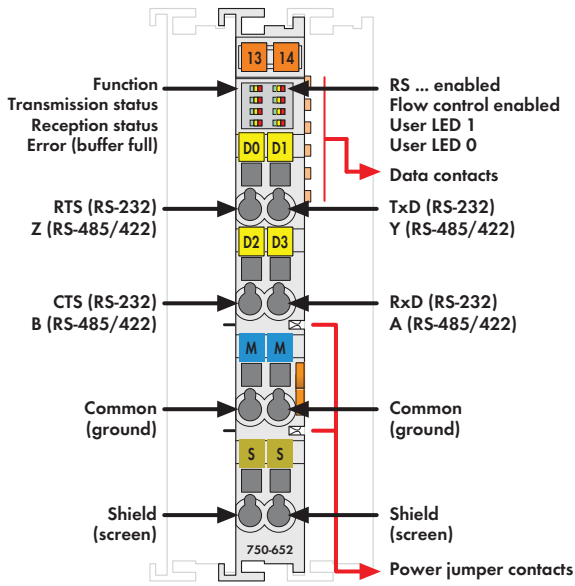 13 14
Function
Transmission status
Reception status
Error (buffer full)
RS ... enabled
Flow control enabled
User LED 1
User LED 0
Data contacts
D0 D1
RTS (RS-232)
Z (RS-485/422)
TxD (RS-232)
Y (RS-485/422)
D2 D3
CTS (RS-232)
B (RS-485/422)
RxD (RS-232)
A (RS-485/422)
M M
Common
(ground)
Common
(ground)
S S
Shield
(screen)
Shield
(screen)
750-652
Power jumper contacts